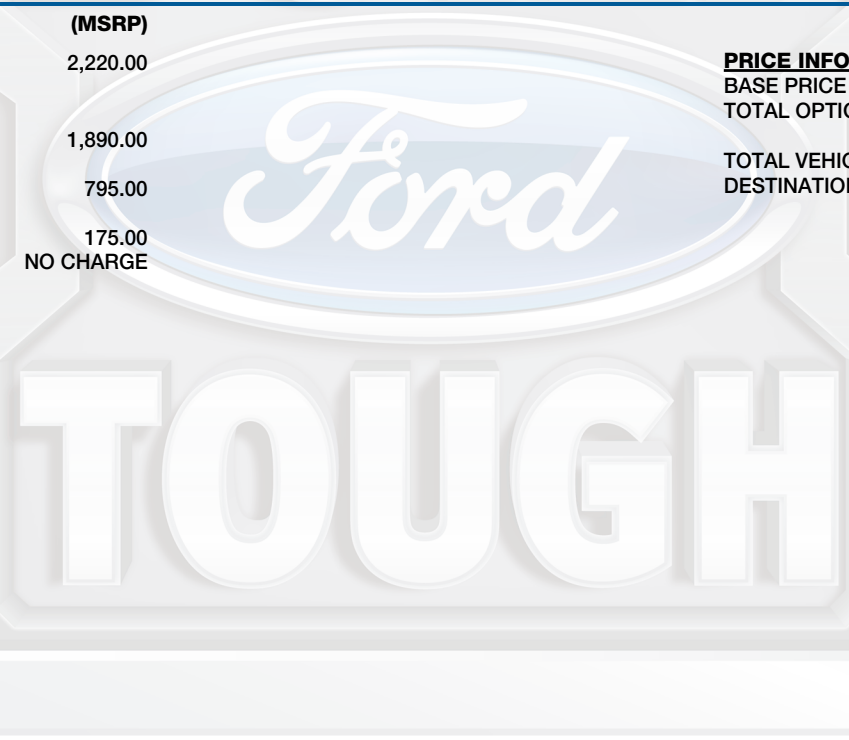 (MSRP)
2,220.00
1,890.00
795.00
175.00
NO CHARGE
PRICE INFO
BASE PRICE
TOTAL OPTIO
TOTAL VEHIC
DESTINATION
Ford
TOUGH